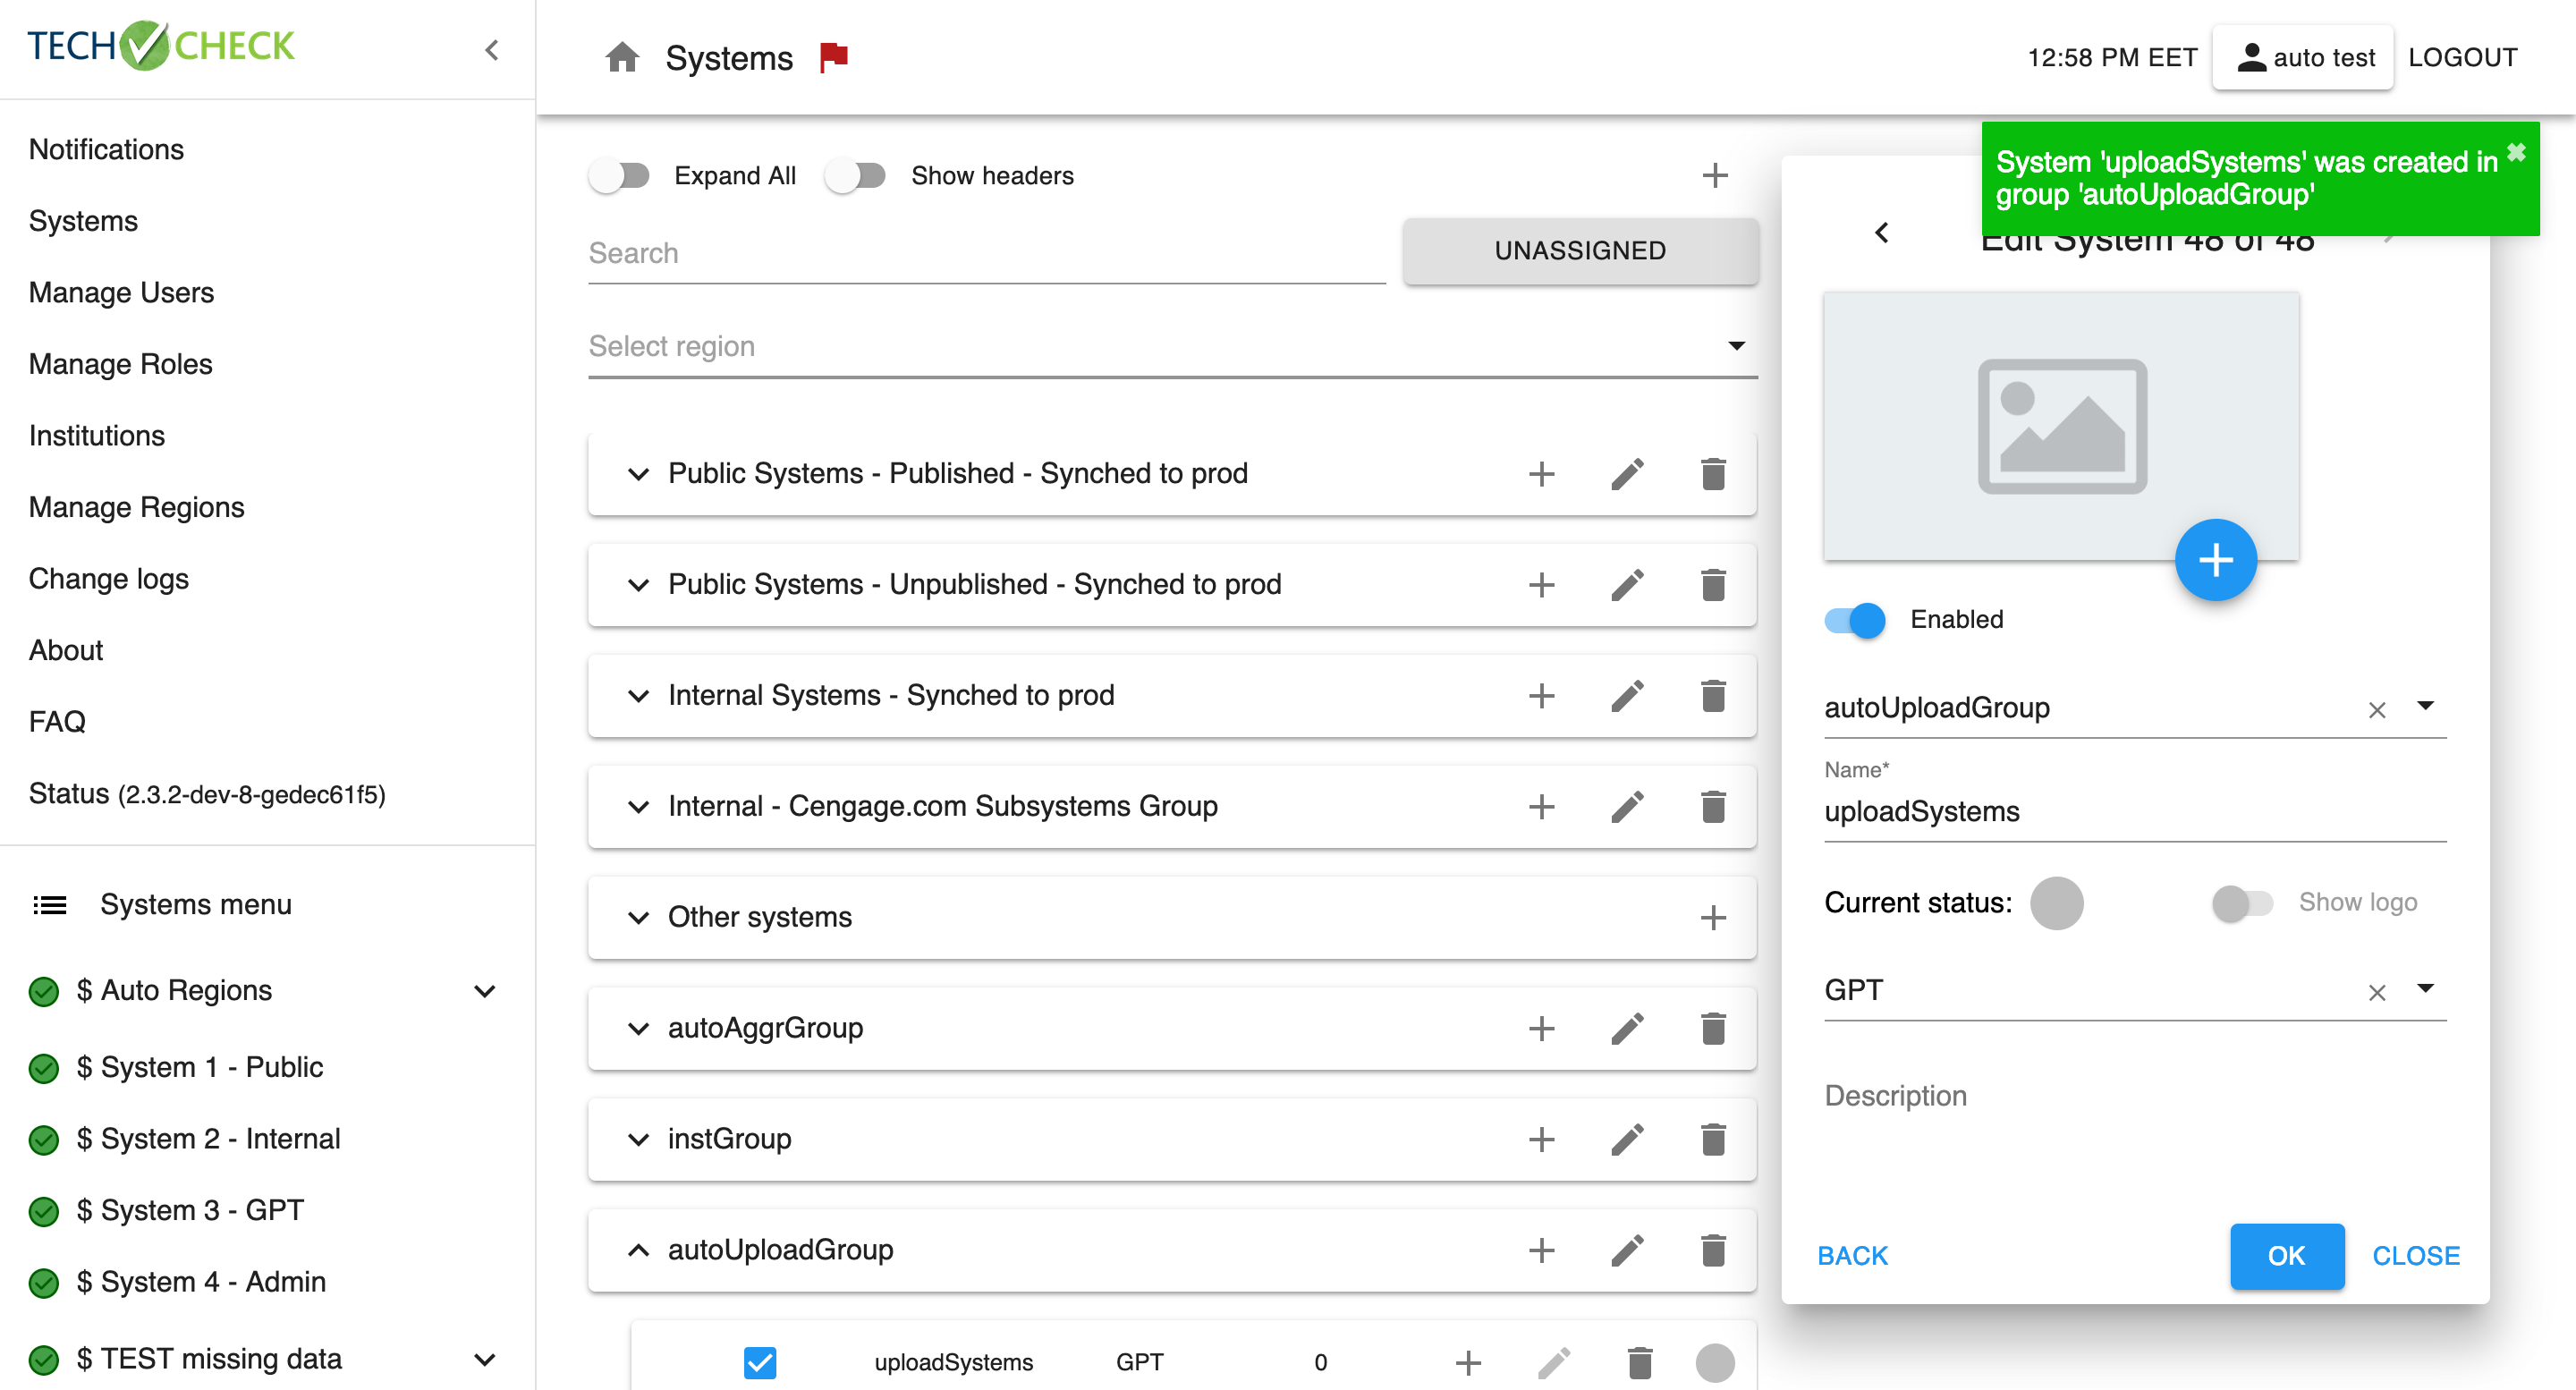 TECH CHECK
Notifications
Systems
Manage Users
Manage Roles
Institutions
Manage Regions
Change logs
About
FAQ
Status (2.3.2-dev-8-gedec61f5)
Systems menu
$ Auto Regions
$ System 1 - Public
$ System 2 - Internal
$ System 3 - GPT
$ System 4 - Admin
$ TEST missing data
Systems
12:58 PM EET
auto test
LOGOUT
Expand All
Show headers
Search
UNASSIGNED
Select region
Public Systems - Published - Synched to prod
Public Systems - Unpublished - Synched to prod
Internal Systems - Synched to prod
Internal - Cengage.com Subsystems Group
Other systems
autoAggrGroup
instGroup
autoUploadGroup
uploadSystems GPT 0
System 'uploadSystems' was created in
group 'autoUploadGroup'
Edit System 48 of 48
Enabled
autoUploadGroup
Name*
uploadSystems
Current status:
Show logo
GPT
Description
BACK
OK
CLOSE